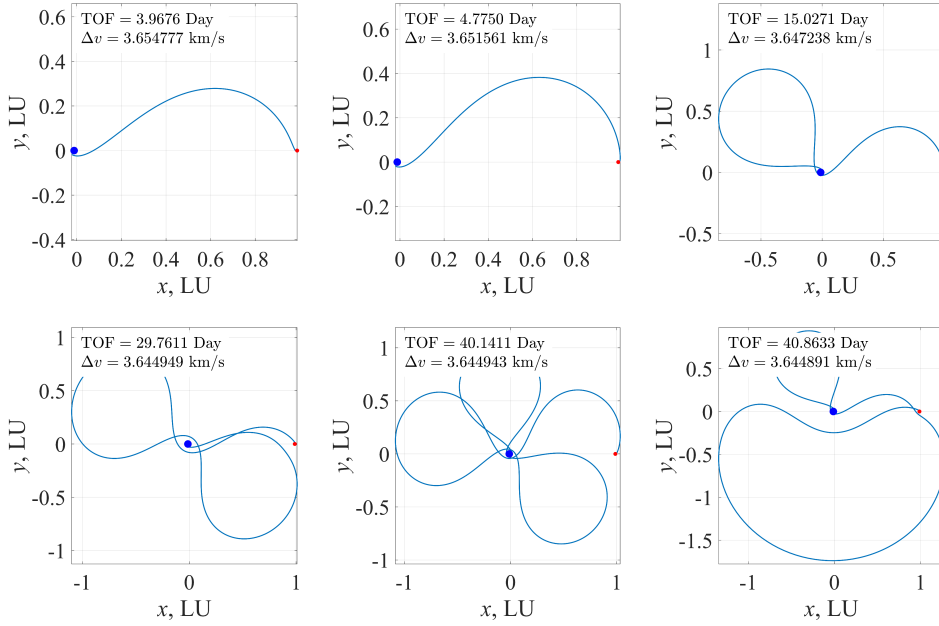 TOF = 3.9676 Day
Δv = 3.654777 km/s
0.6
0.4
0.2
0
-0.2
-0.4
y, LU
0
0.2
0.4
0.6
0.8
x, LU
TOF = 4.7750 Day
Δv = 3.651561 km/s
0.6
0.4
0.2
0
-0.2
y, LU
0
0.2
0.4
0.6
0.8
x, LU
TOF = 15.0271 Day
Δv = 3.647238 km/s
1
0.5
0
-0.5
y, LU
-0.5
0
0.5
x, LU
TOF = 29.7611 Day
Δv = 3.644949 km/s
1
0.5
0
-0.5
-1
y, LU
-1
0
1
x, LU
TOF = 40.1411 Day
Δv = 3.644943 km/s
1
0.5
0
-0.5
-1
y, LU
-1
0
1
x, LU
TOF = 40.8633 Day
Δv = 3.644891 km/s
0.5
0
-0.5
-1
-1.5
y, LU
-1
0
1
x, LU